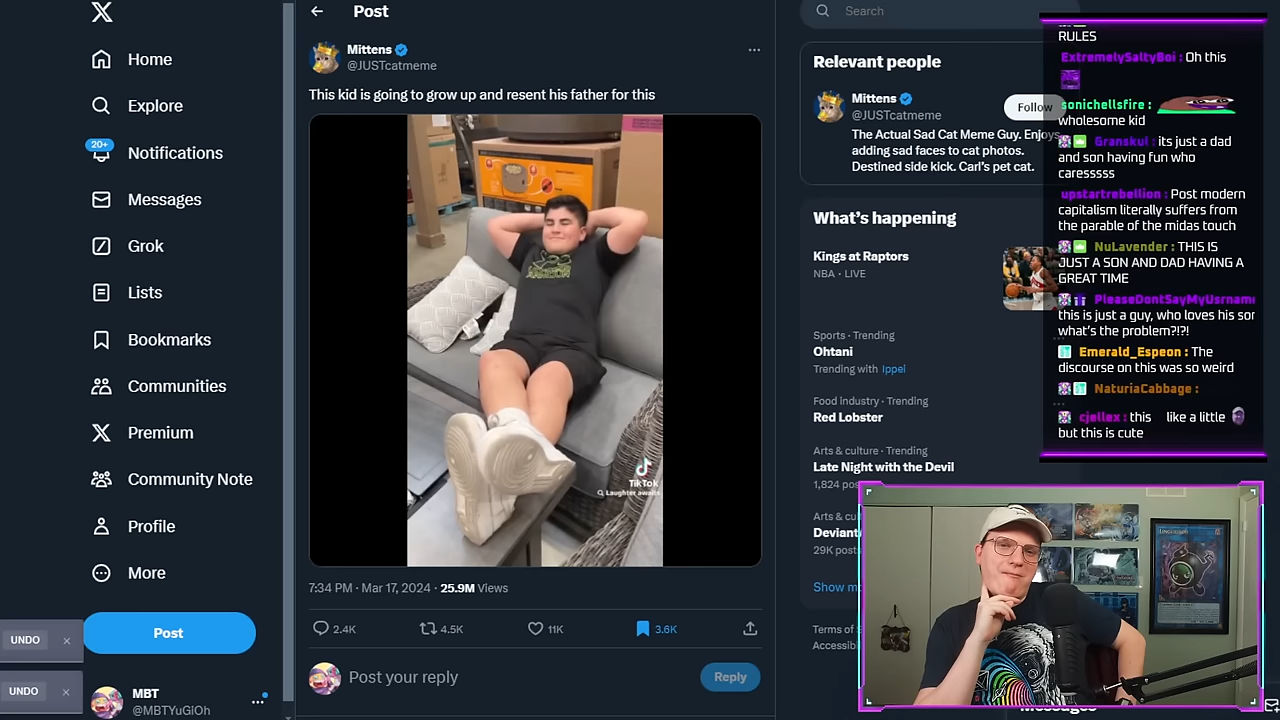 Home
Explore
20+
Notifications
Messages
Grok
Lists
Bookmarks
Communities
Premium
Community Note
Profile
More
Post
UNDO
UNDO
MBT
@MBTYuGiOh
Post
Mittens
@JUSTcatmeme
This kid is going to grow up and resent his father for this
TikTok
Laughter awaits
7:34 PM · Mar 17, 2024 · 25.9M Views
2.4K 4.5K 11K 3.6K
Post your reply
Reply
Search
Relevant people
Mittens
@JUSTcatmeme
Follow
The Actual Sad Cat Meme Guy. Enjoys
adding sad faces to cat photos.
Destined side kick. Carl's pet cat.
What's happening
Kings at Raptors
NBA · LIVE
Sports · Trending
Ohtani
Trending with Ippei
Food industry · Trending
Red Lobster
Arts & culture · Trending
Late Night with the Devil
1,824 pos
Arts & cu
Deviant
29K post
Show m
Terms of
Accessibi
Messages
RULES
ExtremelySaltyBoi : Oh this
sonichellsfire :
wholesome kid
Granskul : its just a dad
and son having fun who
caresssss
upstartrebellion : Post modern
capitalism literally suffers from
the parable of the midas touch
NuLavender : THIS IS
JUST A SON AND DAD HAVING A
GREAT TIME
PleaseDontSayMyUsrnam
this is just a guy, who loves his son
what's the problem?!?!
Emerald_Espeon : The
discourse on this was so weird
NaturiaCabbage :
cjellex : this like a little
but this is cute